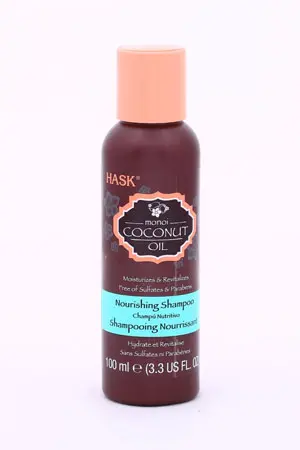 HASK®
monoi
COCONUT
OIL
Moisturizes & Revitalizes
Free of Sulfates & Parabens
Nourishing Shampoo
Champú Nutritivo
Shampooing Nourrissant
Hydrate et Revitalise
Sans Sulfates ni Parabènes
100 ml ℮ (3.3 US FL. OZ